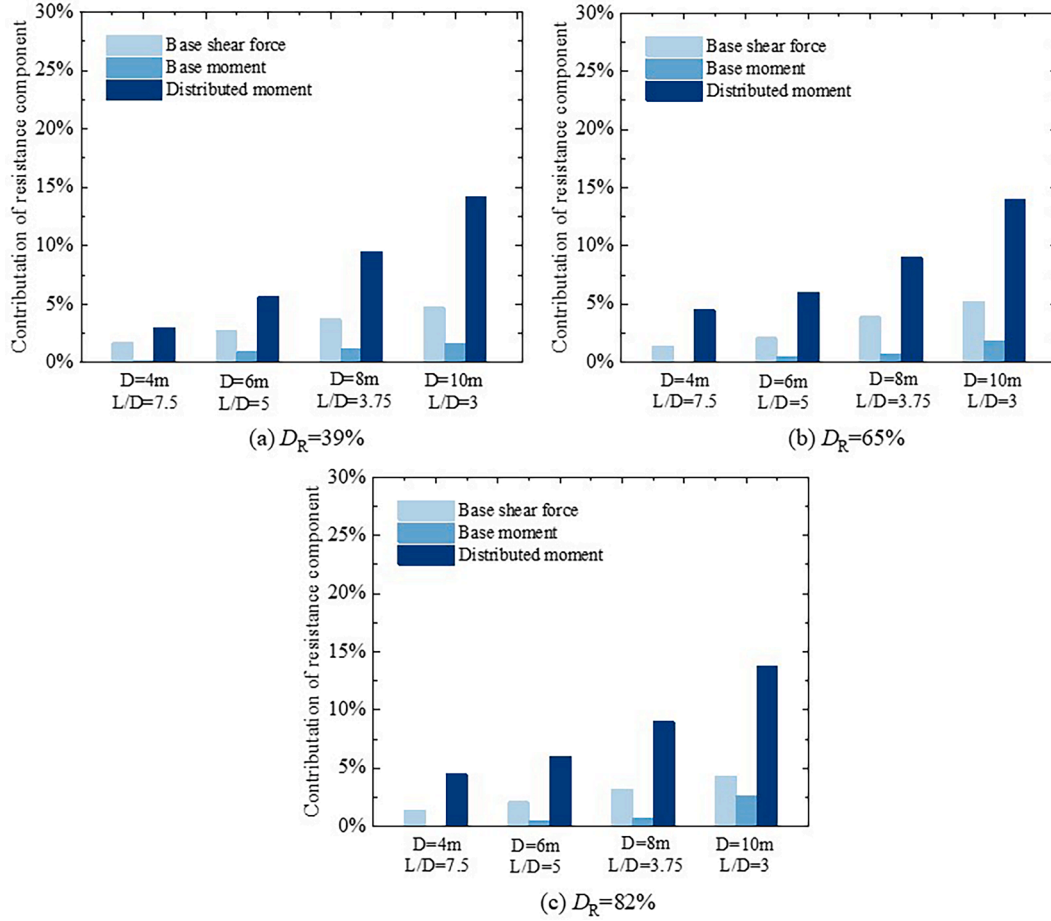 Contributation of resistance component
30%
25%
20%
15%
10%
5%
0%
Base shear force
Base moment
Distributed moment
D=4m D=6m D=8m D=10m
L/D=7.5 L/D=5 L/D=3.75 L/D=3
(a) DR=39%
Contributation of resistance component
30%
25%
20%
15%
10%
5%
0%
Base shear force
Base moment
Distributed moment
D=4m D=6m D=8m D=10m
L/D=7.5 L/D=5 L/D=3.75 L/D=3
(b) DR=65%
Contributation of resistance component
30%
25%
20%
15%
10%
5%
0%
Base shear force
Base moment
Distributed moment
D=4m D=6m D=8m D=10m
L/D=7.5 L/D=5 L/D=3.75 L/D=3
(c) DR=82%